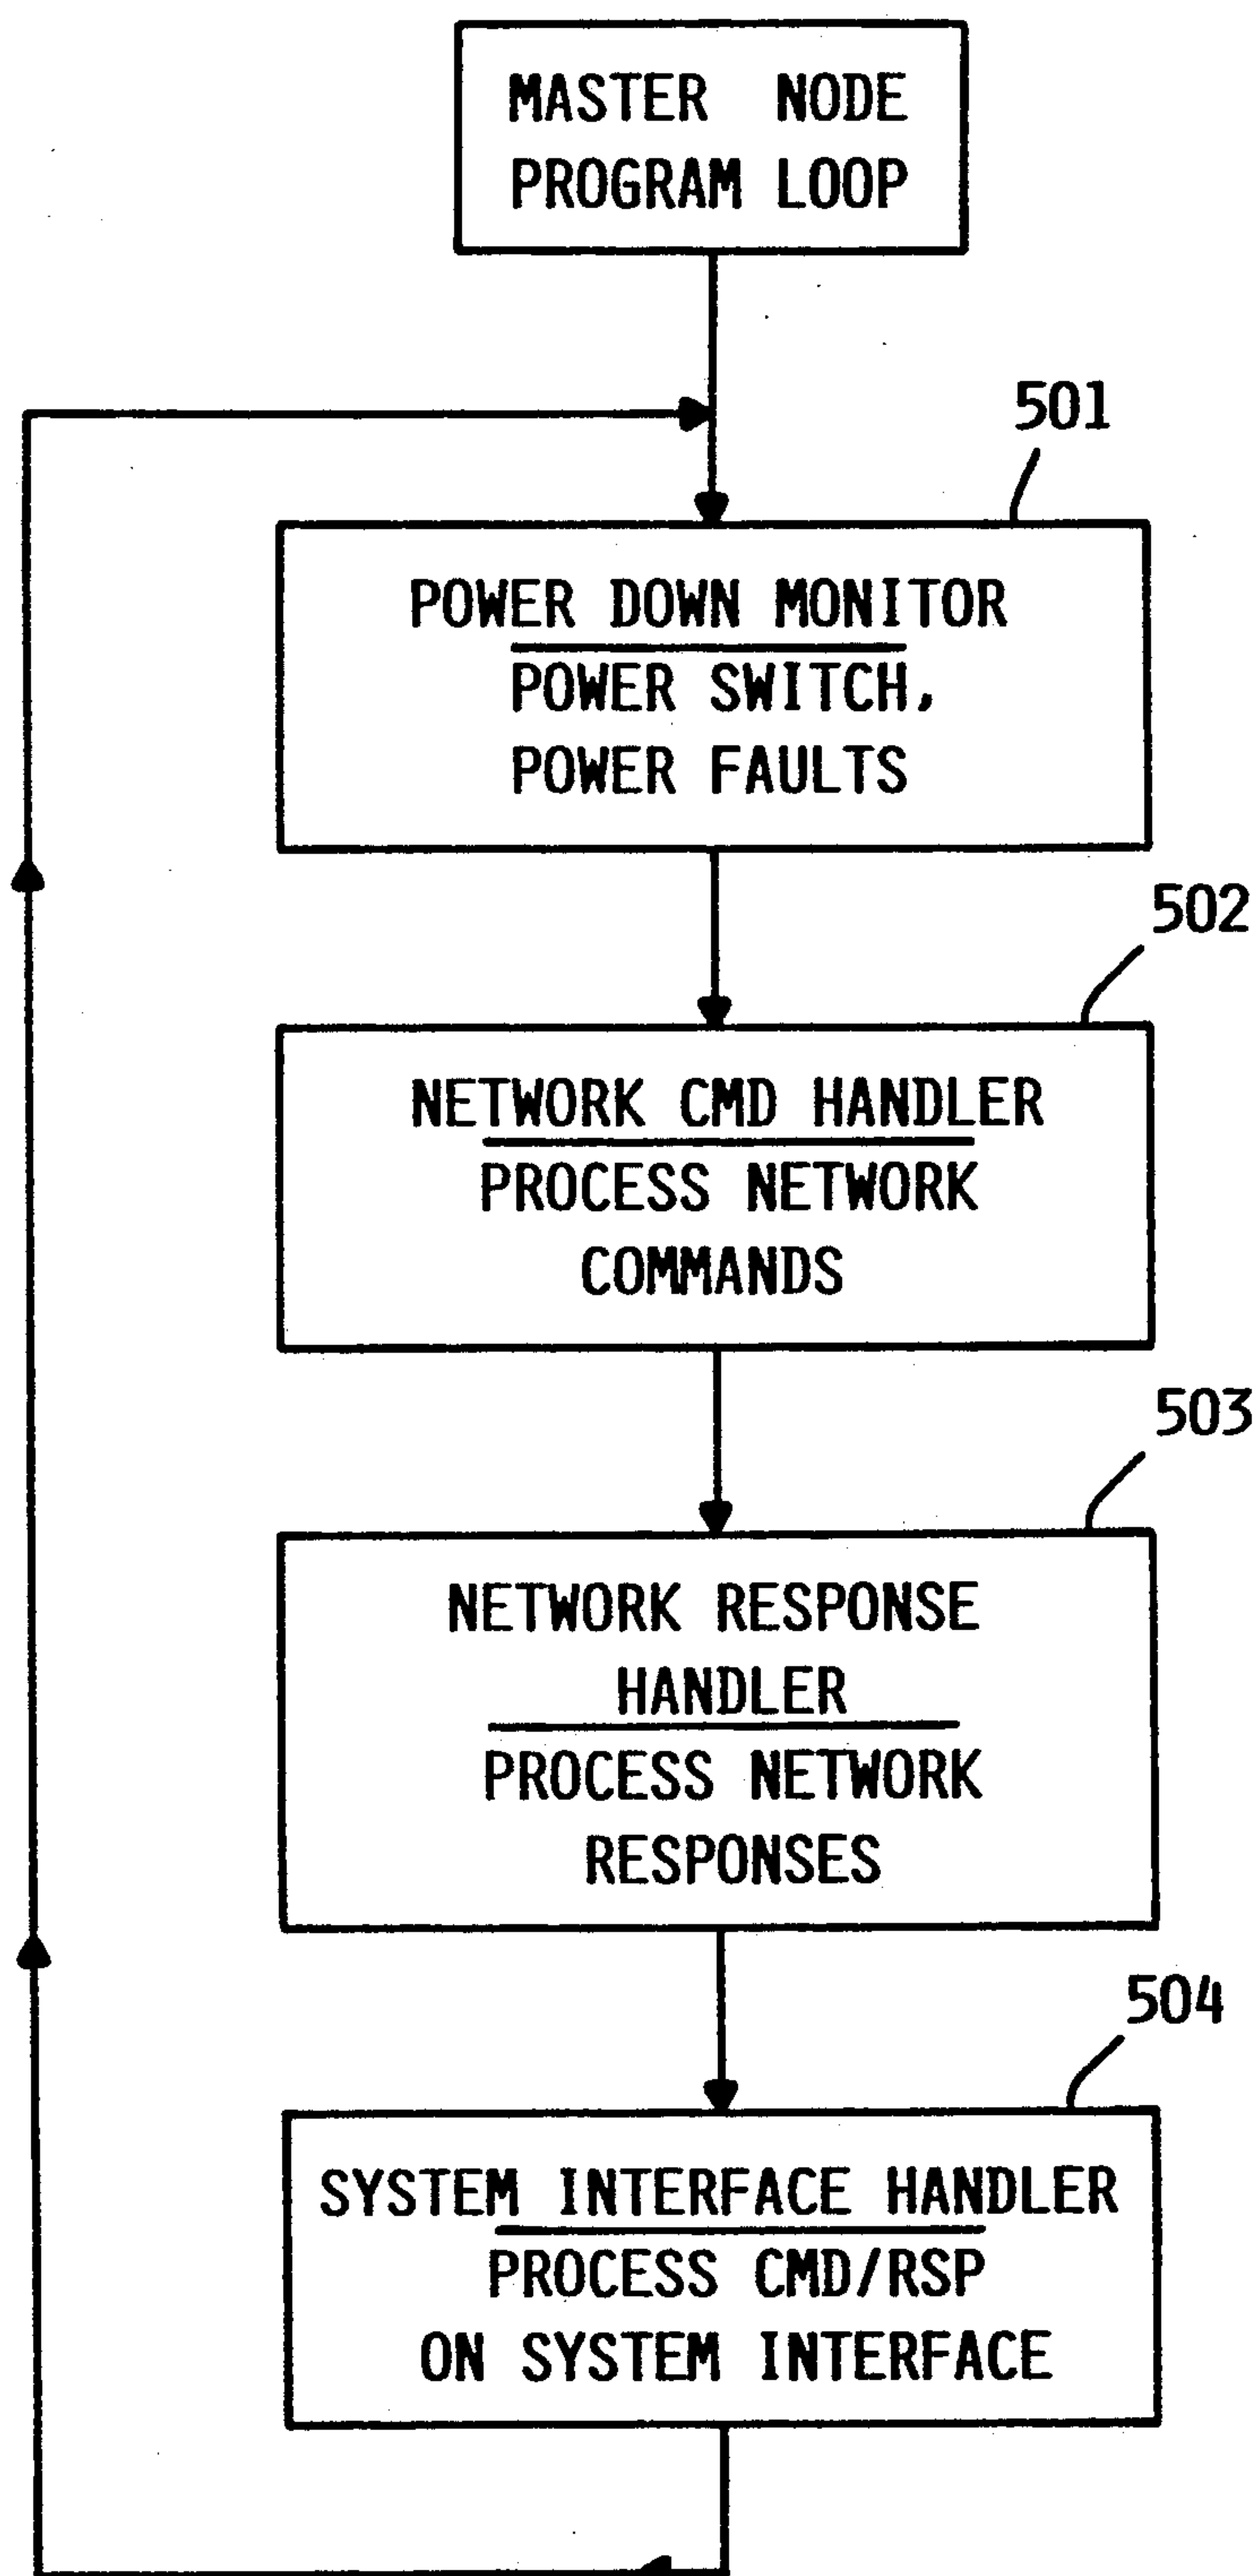 MASTER NODE
PROGRAM LOOP
501
POWER DOWN MONITOR
POWER SWITCH,
POWER FAULTS
502
NETWORK CMD HANDLER
PROCESS NETWORK
COMMANDS
503
NETWORK RESPONSE
HANDLER
PROCESS NETWORK
RESPONSES
504
SYSTEM INTERFACE HANDLER
PROCESS CMD/RSP
ON SYSTEM INTERFACE